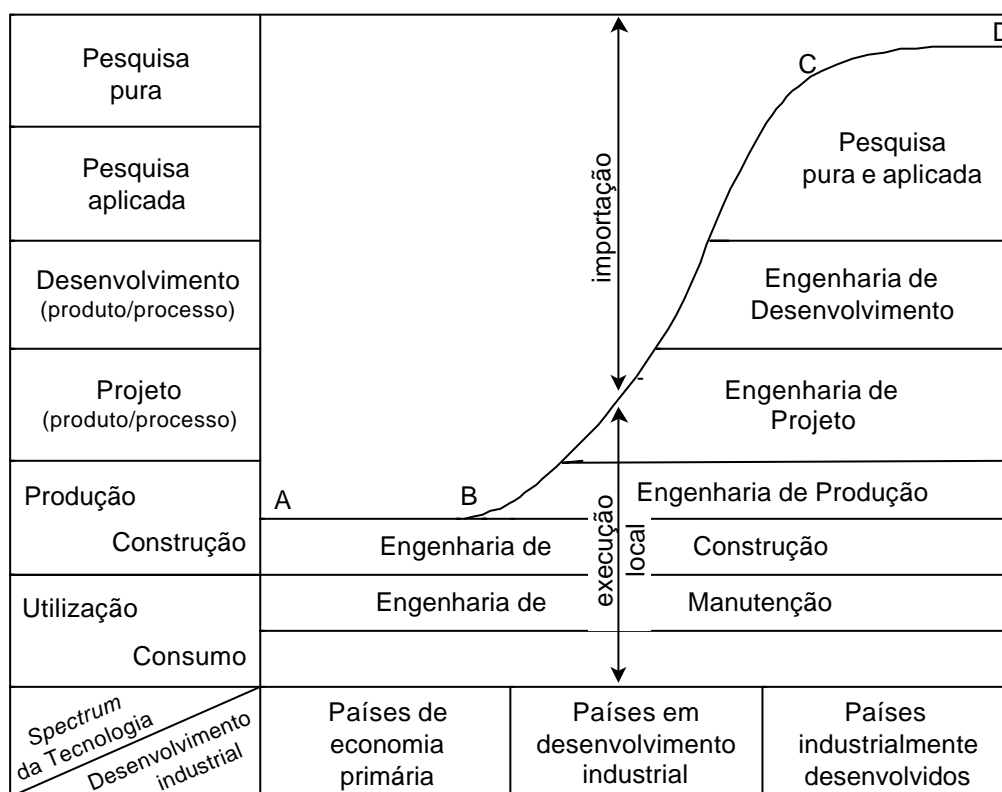 D
C
Pesquisa
pura
Pesquisa
aplicada
importação
Pesquisa
pura e aplicada
Desenvolvimento
(produto/processo)
Engenharia de
Desenvolvimento
Projeto
(produto/processo)
Engenharia de
Projeto
Produção
A
B
Engenharia de Produção
Construção
Engenharia de
execução
local
Construção
Utilização
Engenharia de
Manutenção
Consumo
Spectrum
da Tecnologia
Desenvolvimento
industrial
Países de
economia
primária
Países em
desenvolvimento
industrial
Países
industrialmente
desenvolvidos